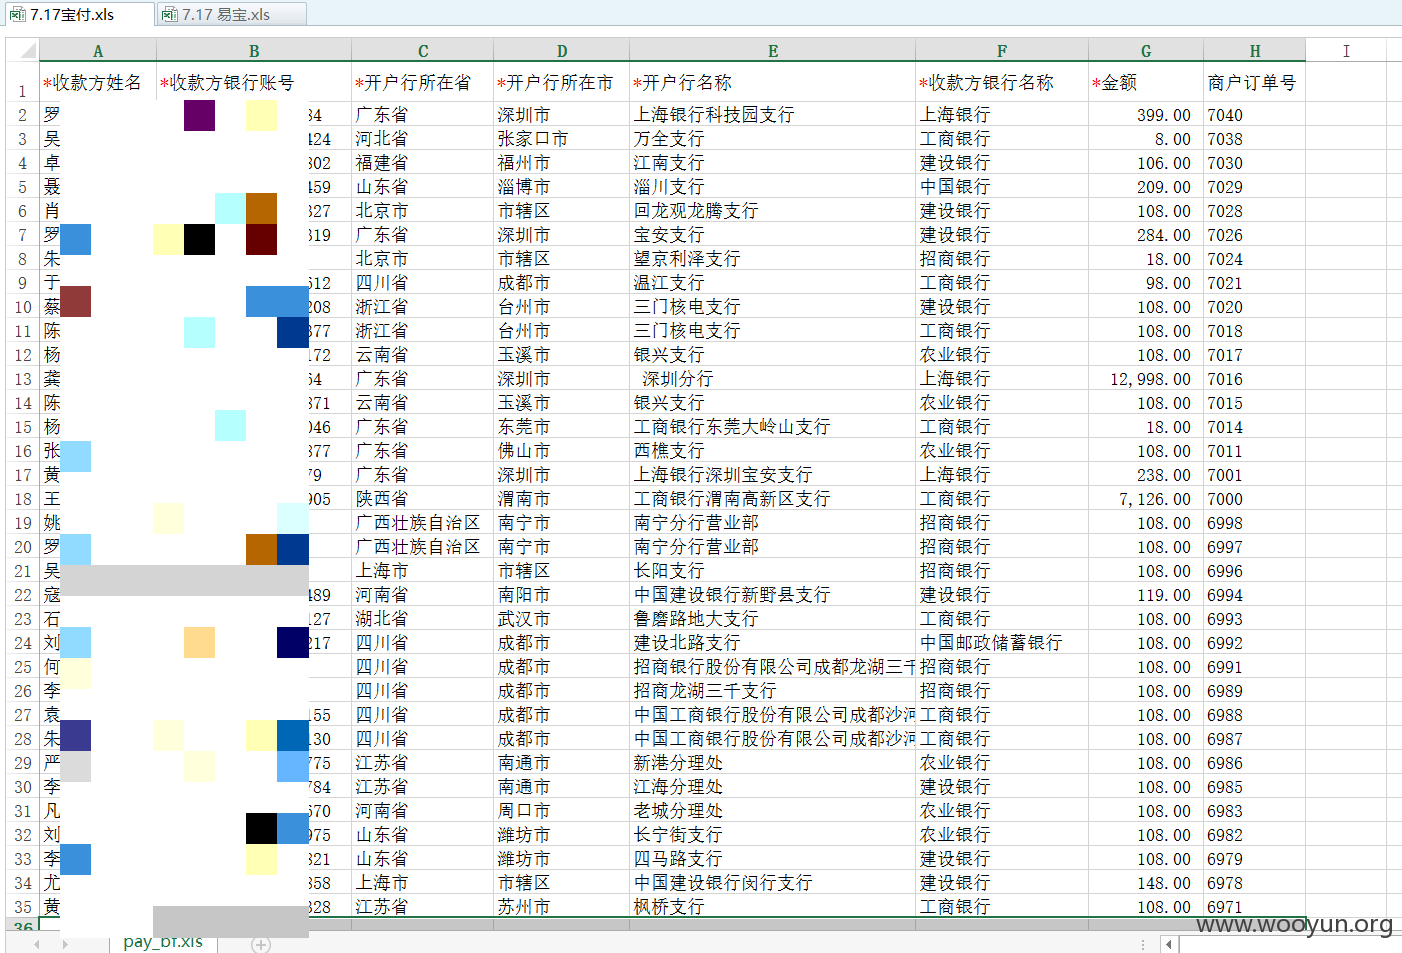 7.17宝付.xls 7.17 易宝.xls
A B C D E F G H I
1 *收款方姓名 *收款方银行账号 *开户行所在省 *开户行所在市 *开户行名称 *收款方银行名称 *金额 商户订单号
2 罗 34 广东省 深圳市 上海银行科技园支行 上海银行 399.00 7040
3 吴 424 河北省 张家口市 万全支行 工商银行 8.00 7038
4 卓 302 福建省 福州市 江南支行 建设银行 106.00 7030
5 聂 459 山东省 淄博市 淄川支行 中国银行 209.00 7029
6 肖 327 北京市 市辖区 回龙观龙腾支行 建设银行 108.00 7028
7 罗 319 广东省 深圳市 宝安支行 建设银行 284.00 7026
8 朱 北京市 市辖区 望京利泽支行 招商银行 18.00 7024
9 于 512 四川省 成都市 温江支行 工商银行 98.00 7021
10 蔡 208 浙江省 台州市 三门核电支行 建设银行 108.00 7020
11 陈 377 浙江省 台州市 三门核电支行 工商银行 108.00 7018
12 杨 172 云南省 玉溪市 银兴支行 农业银行 108.00 7017
13 龚 54 广东省 深圳市 深圳分行 上海银行 12,998.00 7016
14 陈 371 云南省 玉溪市 银兴支行 农业银行 108.00 7015
15 杨 046 广东省 东莞市 工商银行东莞大岭山支行 工商银行 18.00 7014
16 张 377 广东省 佛山市 西樵支行 农业银行 108.00 7011
17 黄 79 广东省 深圳市 上海银行深圳宝安支行 上海银行 238.00 7001
18 王 905 陕西省 渭南市 工商银行渭南高新区支行 工商银行 7,126.00 7000
19 姚 广西壮族自治区 南宁市 南宁分行营业部 招商银行 108.00 6998
20 罗 广西壮族自治区 南宁市 南宁分行营业部 招商银行 108.00 6997
21 吴 上海市 市辖区 长阳支行 招商银行 108.00 6996
22 寇 489 河南省 南阳市 中国建设银行新野县支行 建设银行 119.00 6994
23 石 127 湖北省 武汉市 鲁磨路地大支行 工商银行 108.00 6993
24 刘 217 四川省 成都市 建设北路支行 中国邮政储蓄银行 108.00 6992
25 何 四川省 成都市 招商银行股份有限公司成都龙湖三千 招商银行 108.00 6991
26 李 四川省 成都市 招商龙湖三千支行 招商银行 108.00 6989
27 袁 155 四川省 成都市 中国工商银行股份有限公司成都沙河 工商银行 108.00 6988
28 朱 130 四川省 成都市 中国工商银行股份有限公司成都沙河 工商银行 108.00 6987
29 严 775 江苏省 南通市 新港分理处 农业银行 108.00 6986
30 李 784 江苏省 南通市 江海分理处 建设银行 108.00 6985
31 凡 570 河南省 周口市 老城分理处 农业银行 108.00 6983
32 刘 975 山东省 潍坊市 长宁街支行 农业银行 108.00 6982
33 李 321 山东省 潍坊市 四马路支行 建设银行 108.00 6979
34 尤 358 上海市 市辖区 中国建设银行闵行支行 建设银行 148.00 6978
35 黄 328 江苏省 苏州市 枫桥支行 工商银行 108.00 6971
36
www.wooyun.org
pay_bf.xls